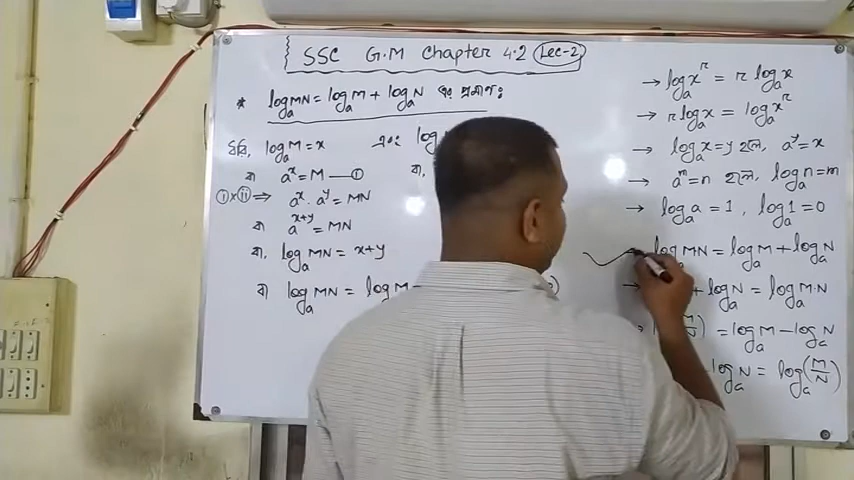 SSC G.M Chapter 4.2 (Lec-2)
* logₐMN = logₐM + logₐN এর প্রমাণঃ
ধরি, logₐM = x এবং log
বা aˣ = M —① বা,
①×②⇒ aˣ . aʸ = MN
বা aˣ⁺ʸ = MN
বা, logₐMN = x+y
বা logₐMN = logₐM
→ logₐxʳ = r logₐx
→ r logₐx = logₐxʳ
→ logₐx = y হলে, aʸ = x
→ aᵐ = n হলে, logₐn = m
→ logₐa = 1, logₐ1 = 0
logₐMN = logₐM + logₐN
→ + logₐN = logₐM.N
= logₐM − logₐN
logₐN = logₐ(M/N)